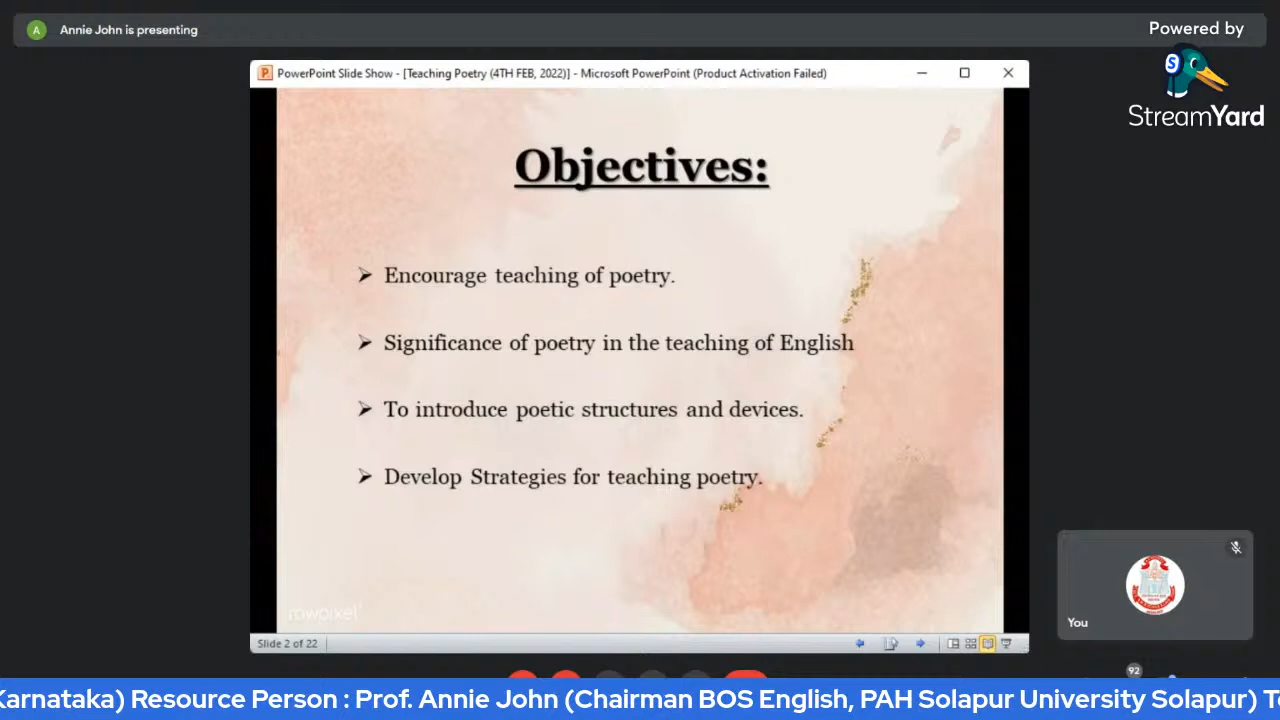 A Annie John is presenting
Powered by
StreamYard
PowerPoint Slide Show - [Teaching Poetry (4TH FEB, 2022)] - Microsoft PowerPoint (Product Activation Failed)
Objectives:
➢ Encourage teaching of poetry.
➢ Significance of poetry in the teaching of English
➢ To introduce poetic structures and devices.
➢ Develop Strategies for teaching poetry.
rawpixel
Slide 2 of 22
You
92
Karnataka) Resource Person : Prof. Annie John (Chairman BOS English, PAH Solapur University Solapur) T